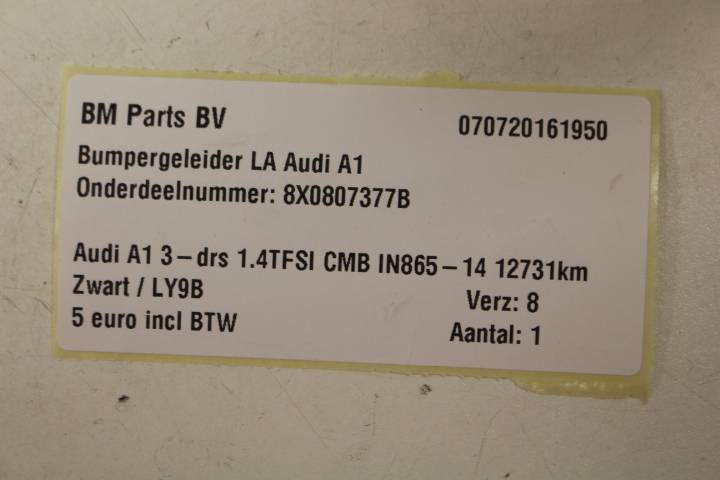 BM Parts BV 070720161950
Bumpergeleider LA Audi A1
Onderdeelnummer: 8X0807377B
Audi A1 3-drs 1.4TFSI CMB IN865-14 12731km
Zwart / LY9B Verz: 8
5 euro incl BTW Aantal: 1